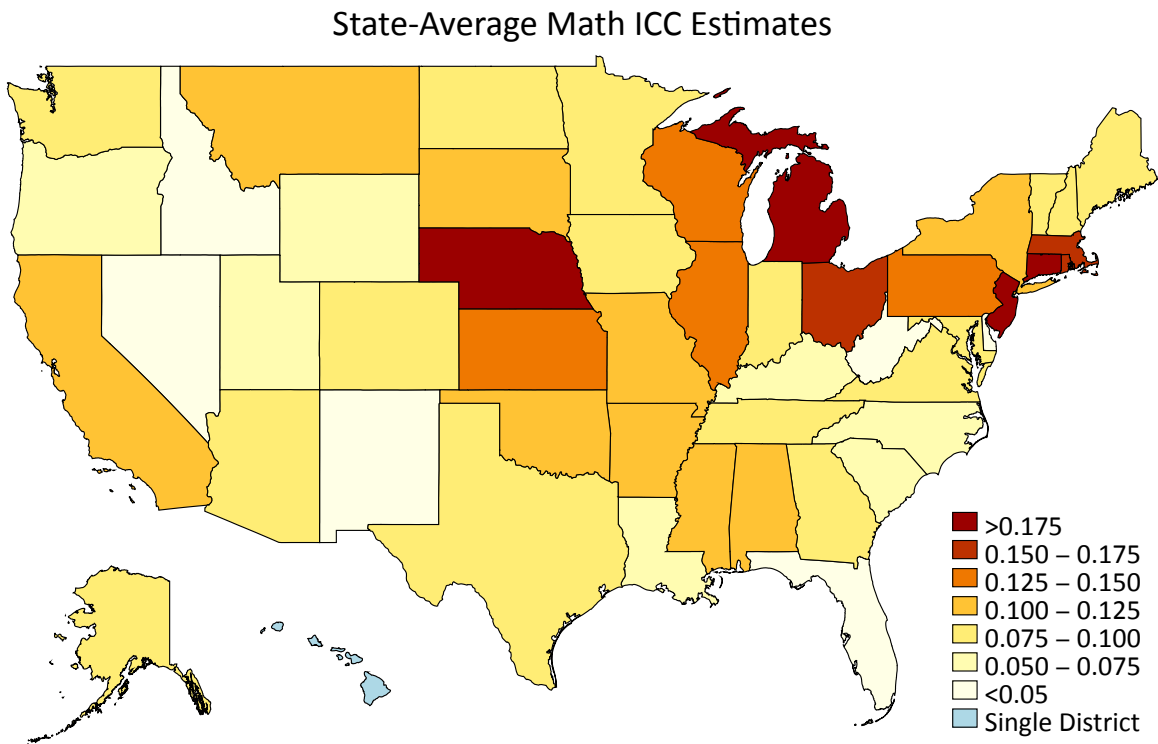 State-Average Math ICC Estimates
>0.175
0.150 – 0.175
0.125 – 0.150
0.100 – 0.125
0.075 – 0.100
0.050 – 0.075
<0.05
Single District